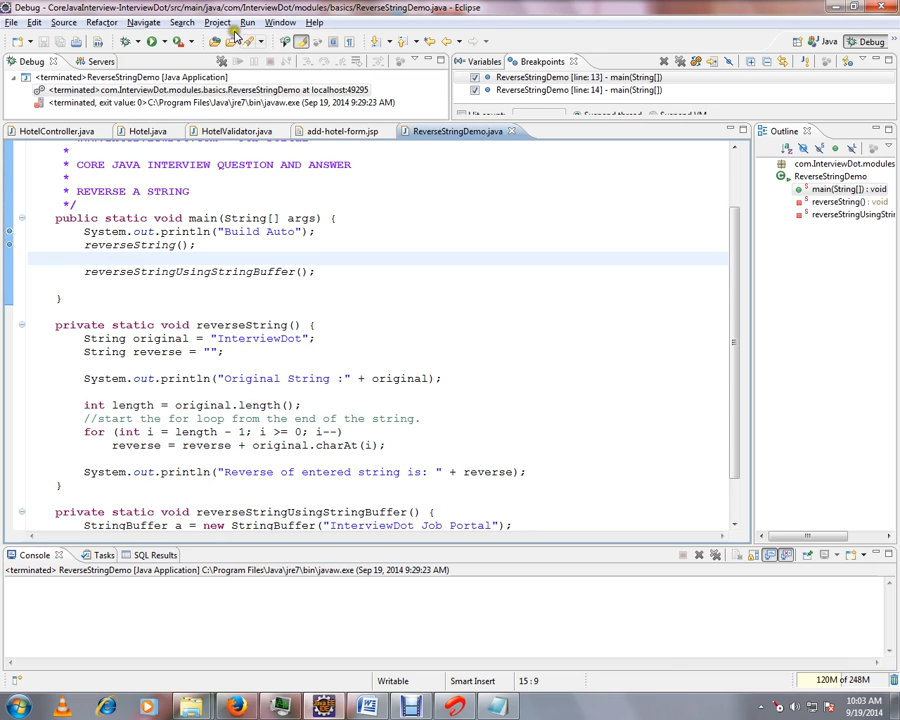 Debug - CoreJavaInterview-InterviewDot/src/main/java/com/InterviewDot/modules/basics/ReverseStringDemo.java - Eclipse
File Edit Source Refactor Navigate Search Project Run Window Help
Java Debug
Debug Servers
Variables Breakpoints
<terminated>ReverseStringDemo [Java Application]
<terminated>com.InterviewDot.modules.basics.ReverseStringDemo at localhost:49295
<terminated, exit value: 0>C:\Program Files\Java\jre7\bin\javaw.exe (Sep 19, 2014 9:29:23 AM)
ReverseStringDemo [line: 13] - main(String[])
ReverseStringDemo [line: 14] - main(String[])
HotelController.java Hotel.java HotelValidator.java add-hotel-form.jsp ReverseStringDemo.java
Outline
com.InterviewDot.modules
ReverseStringDemo
main(String[]) : void
reverseString() : void
reverseStringUsingStrin
*
* CORE JAVA INTERVIEW QUESTION AND ANSWER
*
* REVERSE A STRING
*/
public static void main(String[] args) {
System.out.println("Build Auto");
reverseString();
reverseStringUsingStringBuffer();
}
private static void reverseString() {
String original = "InterviewDot";
String reverse = "";
System.out.println("Original String :" + original);
int length = original.length();
//start the for loop from the end of the string.
for (int i = length - 1; i >= 0; i--)
reverse = reverse + original.charAt(i);
System.out.println("Reverse of entered string is: " + reverse);
}
private static void reverseStringUsingStringBuffer() {
StringBuffer a = new StringBuffer("InterviewDot Job Portal");
Console Tasks SQL Results
<terminated> ReverseStringDemo [Java Application] C:\Program Files\Java\jre7\bin\javaw.exe (Sep 19, 2014 9:29:23 AM)
Writable Smart Insert 15 : 9 120M of 248M
10:03 AM
9/19/2014